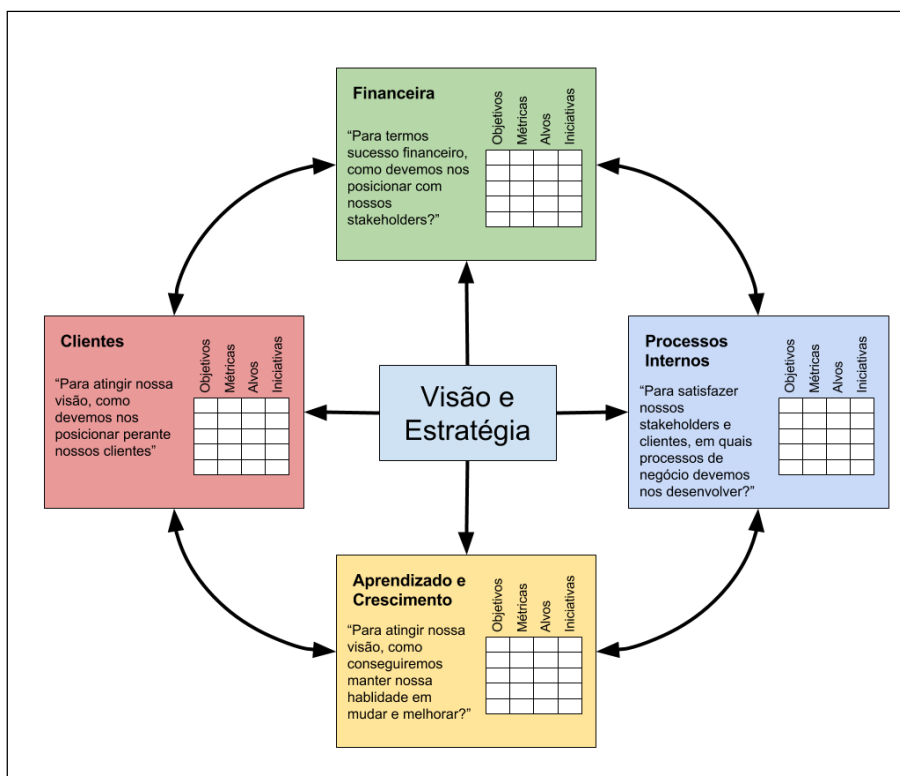 Financeira
“Para termos
sucesso financeiro,
como devemos nos
posicionar com
nossos
stakeholders?”
Objetivos
Métricas
Alvos
Iniciativas
Clientes
“Para atingir nossa
visão, como
devemos nos
posicionar perante
nossos clientes”
Objetivos
Métricas
Alvos
Iniciativas
Visão e
Estratégia
Processos
Internos
“Para satisfazer
nossos
stakeholders e
clientes, em quais
processos de
negócio devemos
nos desenvolver?”
Objetivos
Métricas
Alvos
Iniciativas
Aprendizado e
Crescimento
“Para atingir nossa
visão, como
conseguiremos
manter nossa
hablidade em
mudar e melhorar?”
Objetivos
Métricas
Alvos
Iniciativas